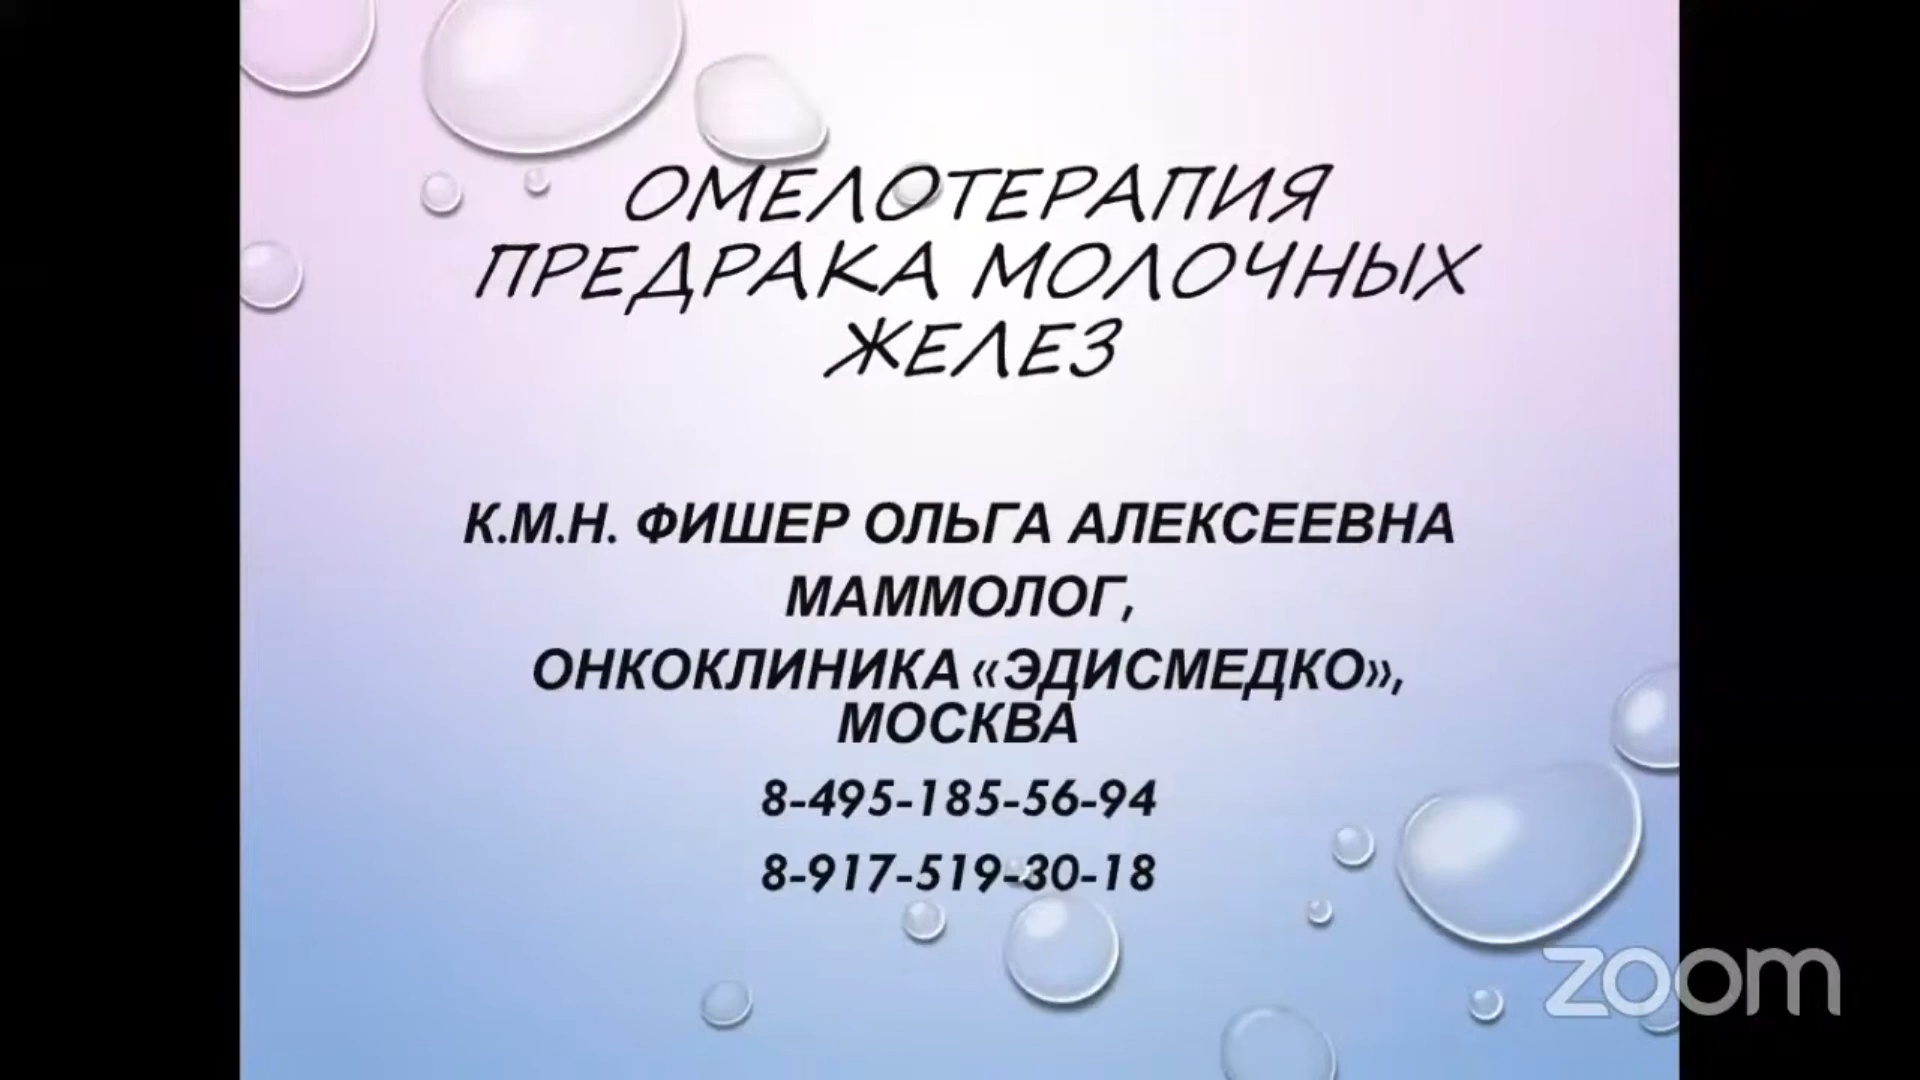 ОМЕЛОТЕРАПИЯ
ПРЕДРАКА МОЛОЧНЫХ
ЖЕЛЕЗ
К.М.Н. ФИШЕР ОЛЬГА АЛЕКСЕЕВНА
МАММОЛОГ,
ОНКОКЛИНИКА «ЭДИСМЕДКО»,
МОСКВА
8-495-185-56-94
8-917-519-30-18
zoom